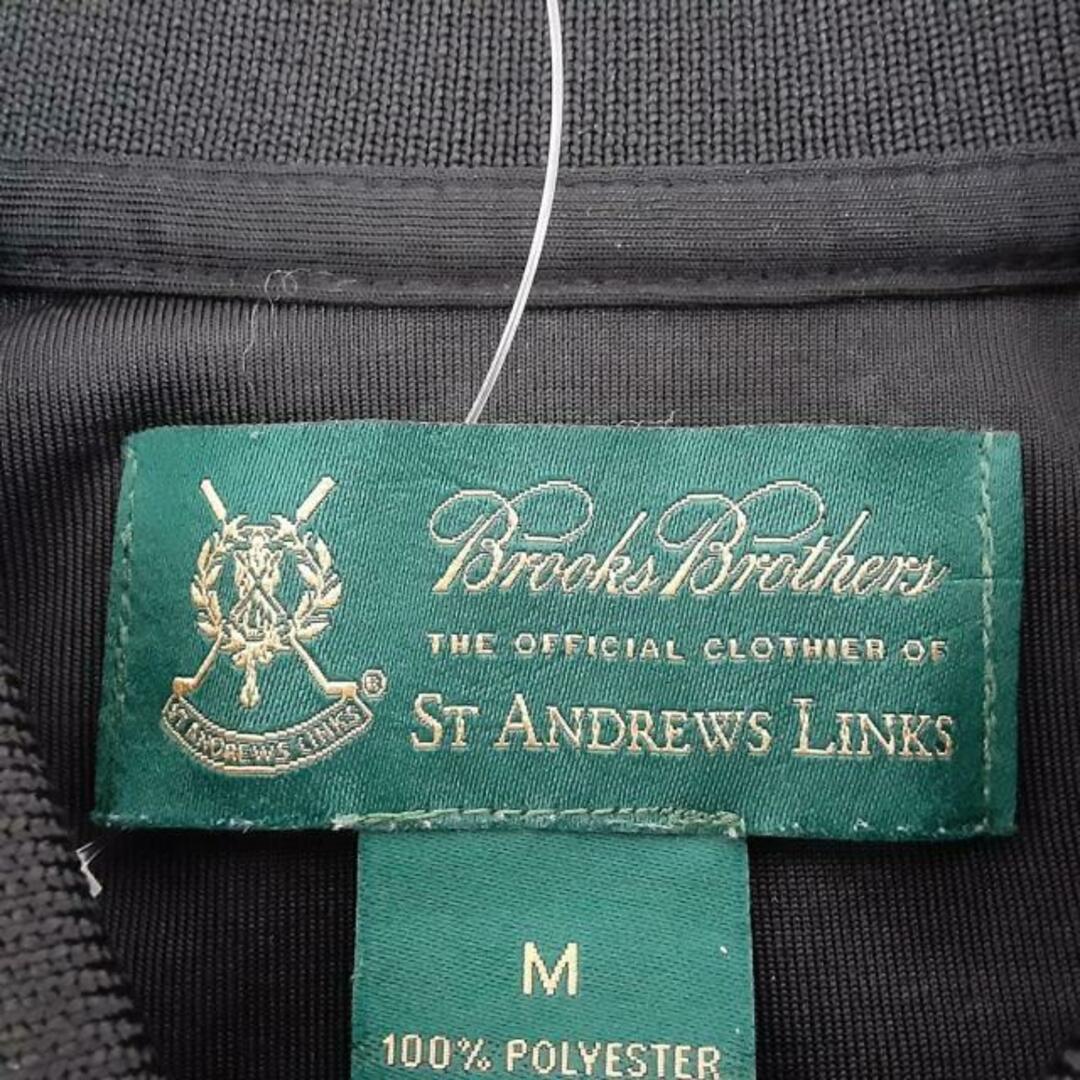 Brooks Brothers
THE OFFICIAL CLOTHIER OF
ST ANDREWS LINKS
®
ST ANDREWS LINKS
M
100% POLYESTER